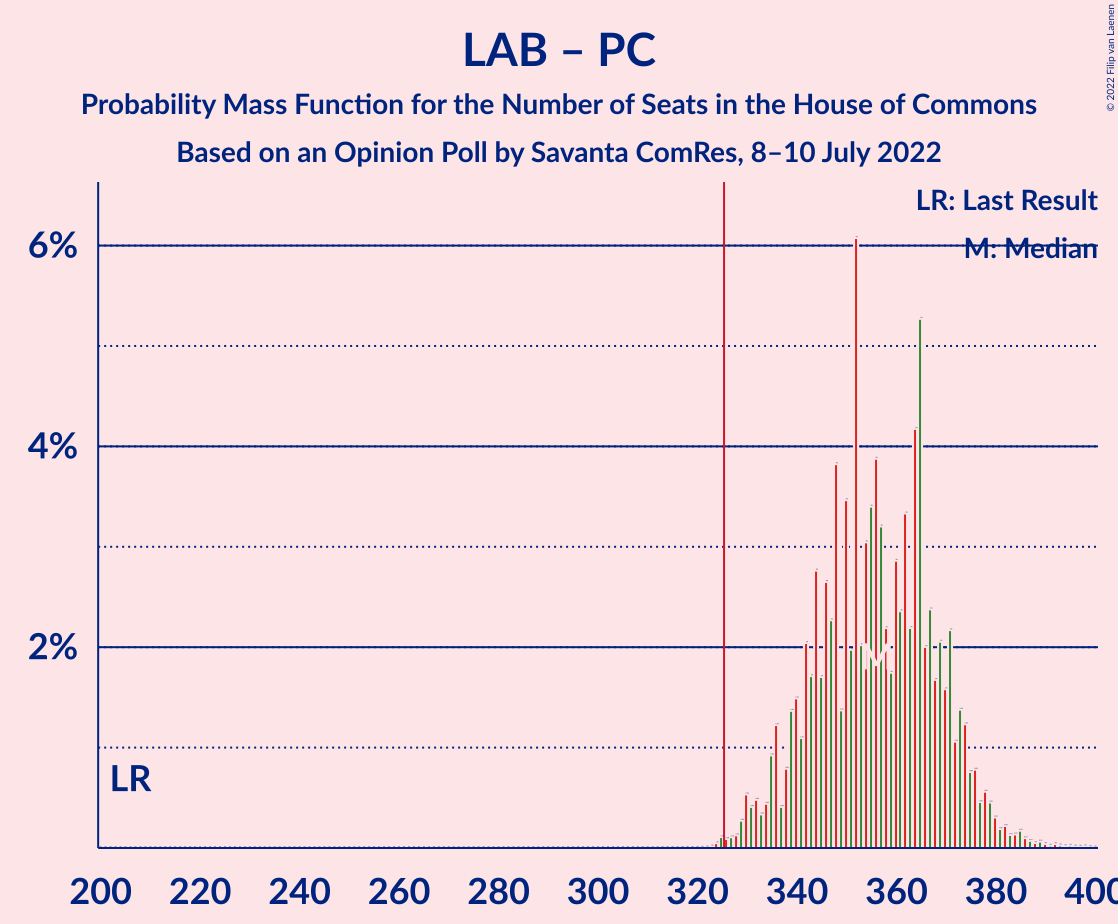 LAB – PC
Probability Mass Function for the Number of Seats in the House of Commons
Based on an Opinion Poll by Savanta ComRes, 8–10 July 2022
© 2022 Filip van Laenen
LR: Last Result
M: Median
6%
4%
2%
LR
M
200 220 240 260 280 300 320 340 360 380 400